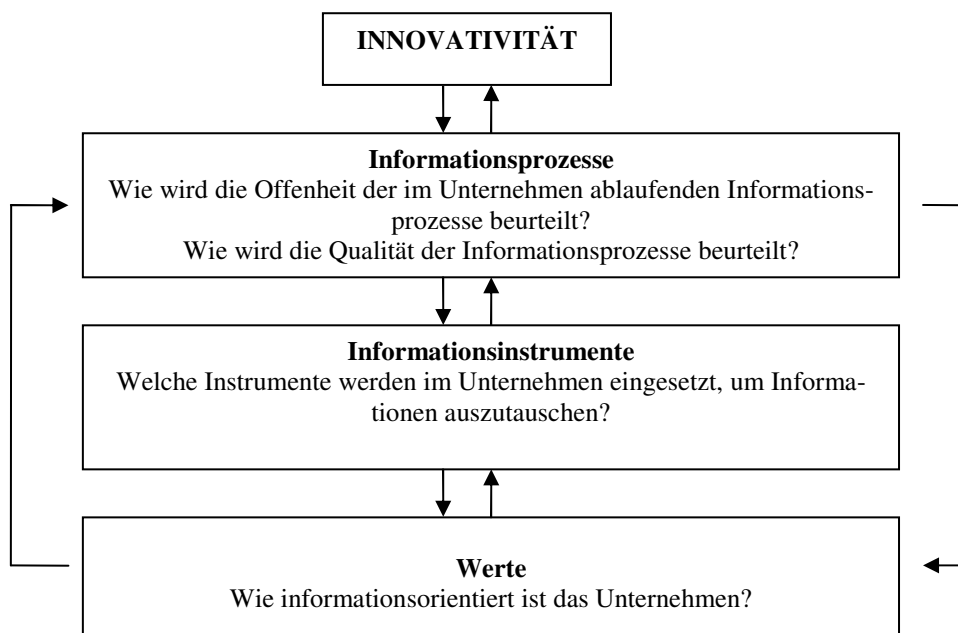 INNOVATIVITÄT
Informationsprozesse
Wie wird die Offenheit der im Unternehmen ablaufenden Informations-
prozesse beurteilt?
Wie wird die Qualität der Informationsprozesse beurteilt?
Informationsinstrumente
Welche Instrumente werden im Unternehmen eingesetzt, um Informa-
tionen auszutauschen?
Werte
Wie informationsorientiert ist das Unternehmen?